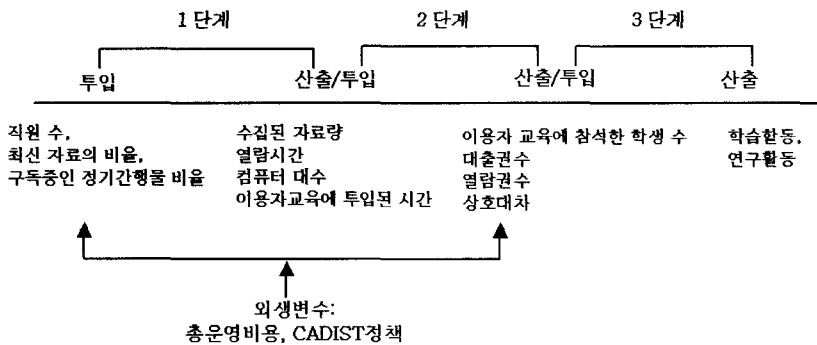 1 단계 2 단계 3 단계
투입 산출/투입 산출/투입 산출
직원 수,
최신 자료의 비율,
구독중인 정기간행물 비율
수집된 자료량
열람시간
컴퓨터 대수
이용자교육에 투입된 시간
이용자 교육에 참석한 학생 수
대출권수
열람권수
상호대차
학습활동,
연구활동
외생변수:
총운영비용, CADIST정책